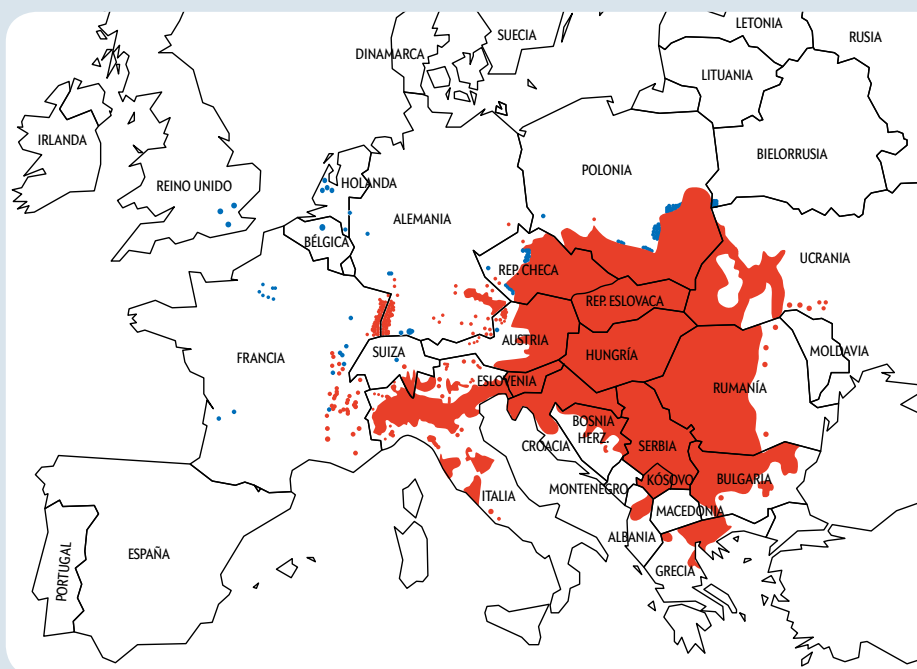 LETONIA
SUECIA
RUSIA
DINAMARCA
LITUANIA
IRLANDA
BIELORRUSIA
POLONIA
REINO UNIDO
HOLANDA
ALEMANIA
BÉLGICA
UCRANIA
REP. CHECA
REP. ESLOVACA
AUSTRIA
MOLDAVIA
SUIZA
HUNGRÍA
FRANCIA
ESLOVENIA
RUMANÍA
BOSNIA
HERZ.
CROACIA
SERBIA
KÓSOVO
BULGARIA
MONTENEGRO
ITALIA
MACEDONIA
ALBANIA
ESPAÑA
PORTUGAL
GRECIA